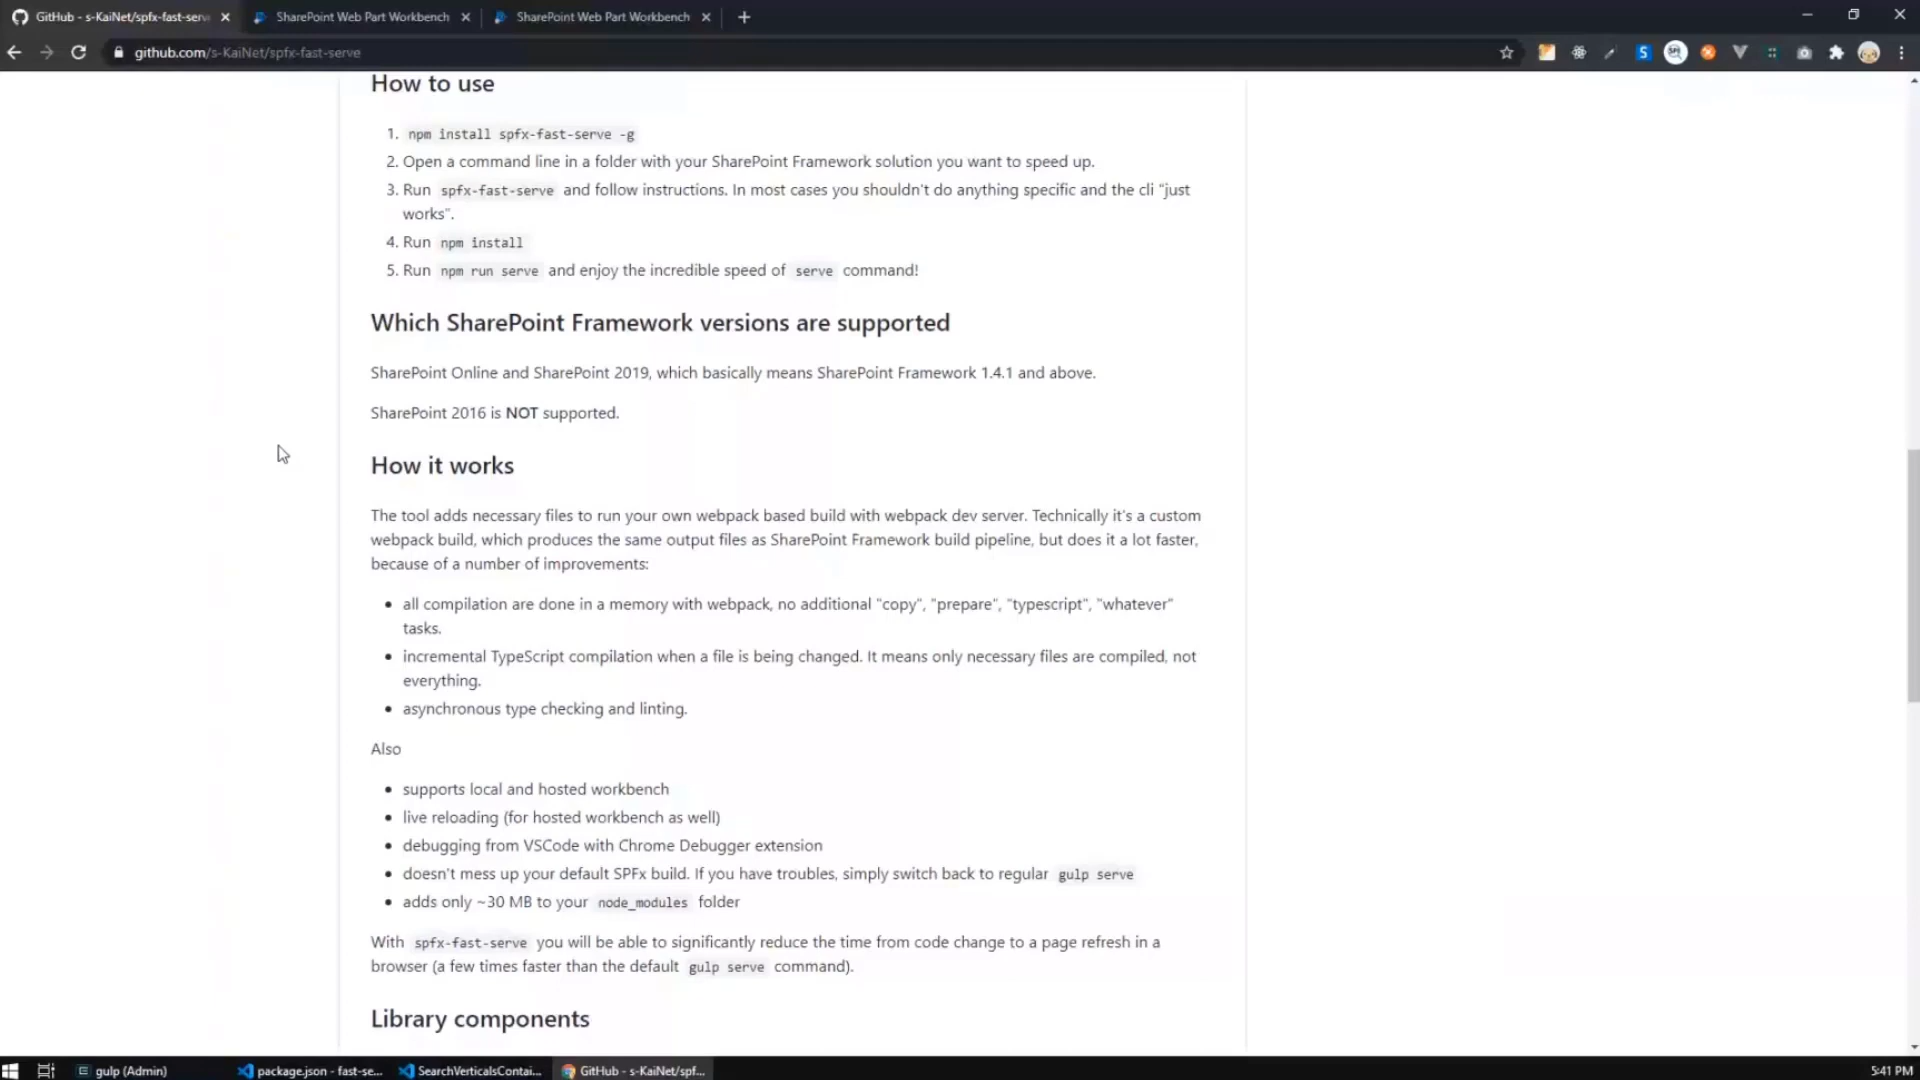 GitHub - s-KaiNet/spfx-fast-serv
SharePoint Web Part Workbench
SharePoint Web Part Workbench
github.com/s-KaiNet/spfx-fast-serve
How to use
1. npm install spfx-fast-serve -g
2. Open a command line in a folder with your SharePoint Framework solution you want to speed up.
3. Run spfx-fast-serve and follow instructions. In most cases you shouldn't do anything specific and the cli "just
works".
4. Run npm install
5. Run npm run serve and enjoy the incredible speed of serve command!
Which SharePoint Framework versions are supported
SharePoint Online and SharePoint 2019, which basically means SharePoint Framework 1.4.1 and above.
SharePoint 2016 is NOT supported.
How it works
The tool adds necessary files to run your own webpack based build with webpack dev server. Technically it's a custom
webpack build, which produces the same output files as SharePoint Framework build pipeline, but does it a lot faster,
because of a number of improvements:
• all compilation are done in a memory with webpack, no additional "copy", "prepare", "typescript", "whatever"
tasks.
• incremental TypeScript compilation when a file is being changed. It means only necessary files are compiled, not
everything.
• asynchronous type checking and linting.
Also
• supports local and hosted workbench
• live reloading (for hosted workbench as well)
• debugging from VSCode with Chrome Debugger extension
• doesn't mess up your default SPFx build. If you have troubles, simply switch back to regular gulp serve
• adds only ~30 MB to your node_modules folder
With spfx-fast-serve you will be able to significantly reduce the time from code change to a page refresh in a
browser (a few times faster than the default gulp serve command).
Library components
gulp (Admin)
package.json - fast-se...
SearchVerticalsContai...
GitHub - s-KaiNet/spf...
5:41 PM